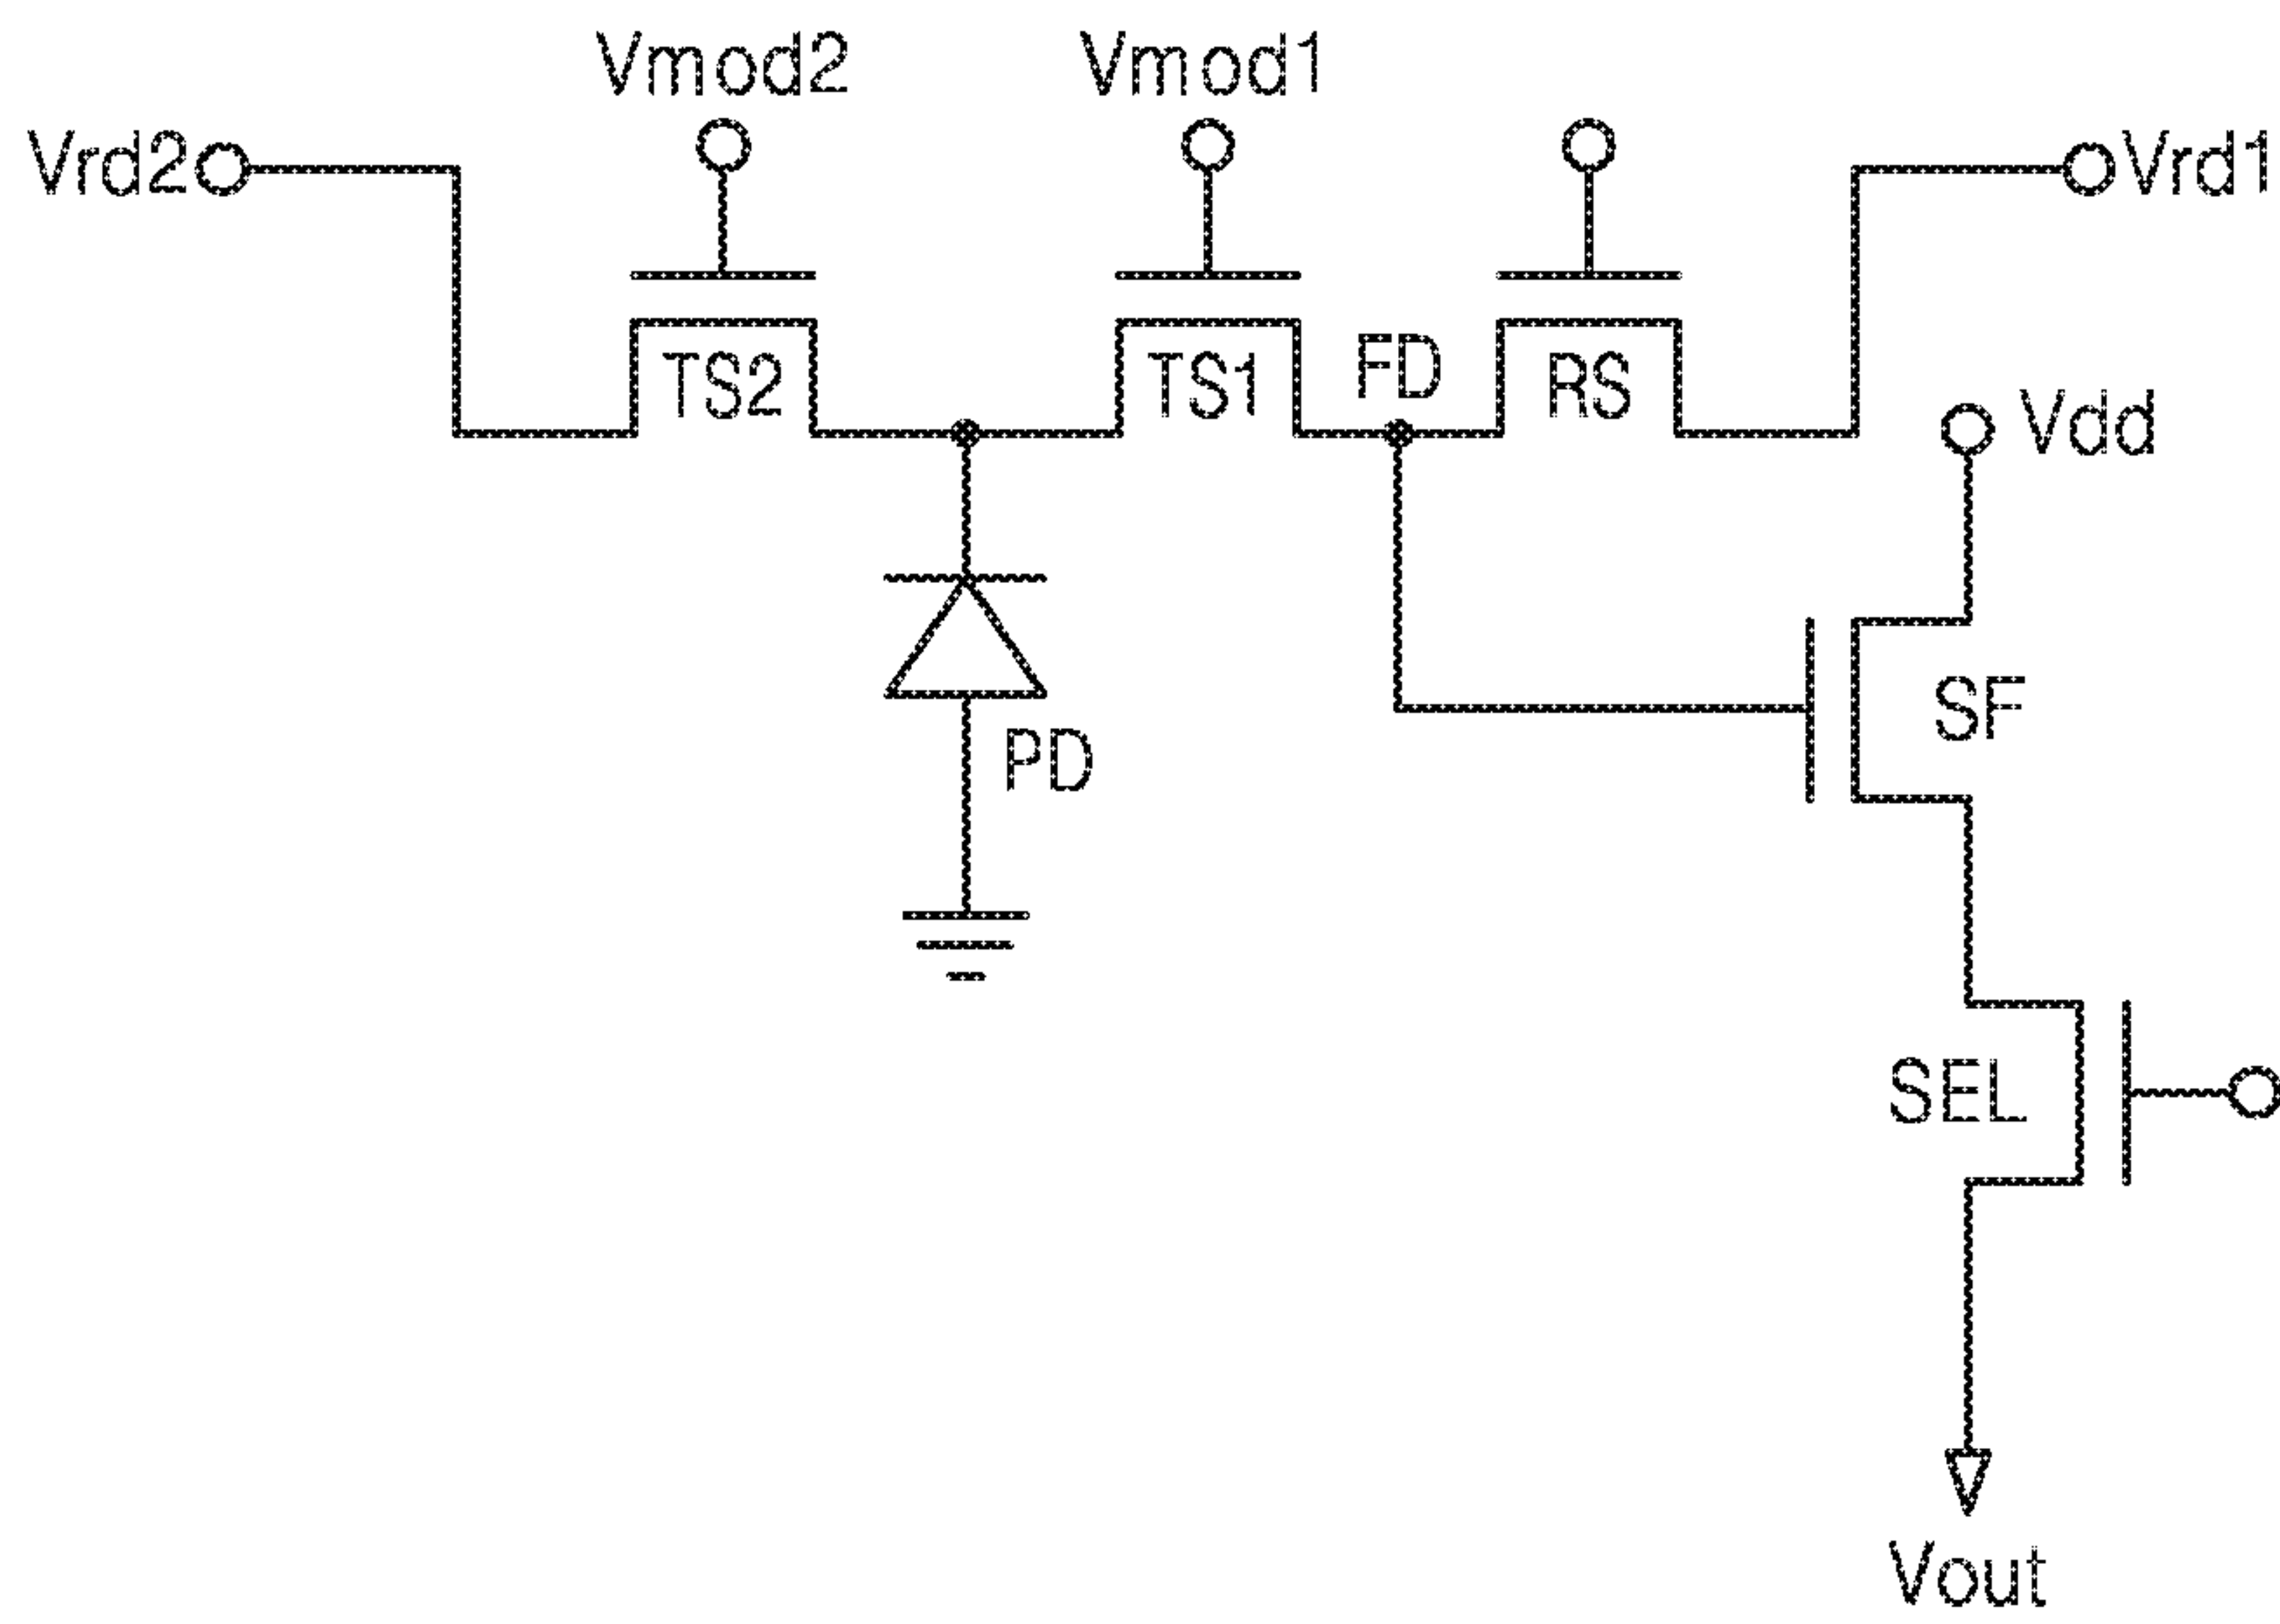 Vmod2
Vmod1
Vrd2
Vrd1
TS2
TS1
FD
RS
Vdd
SF
PD
SEL
Vout